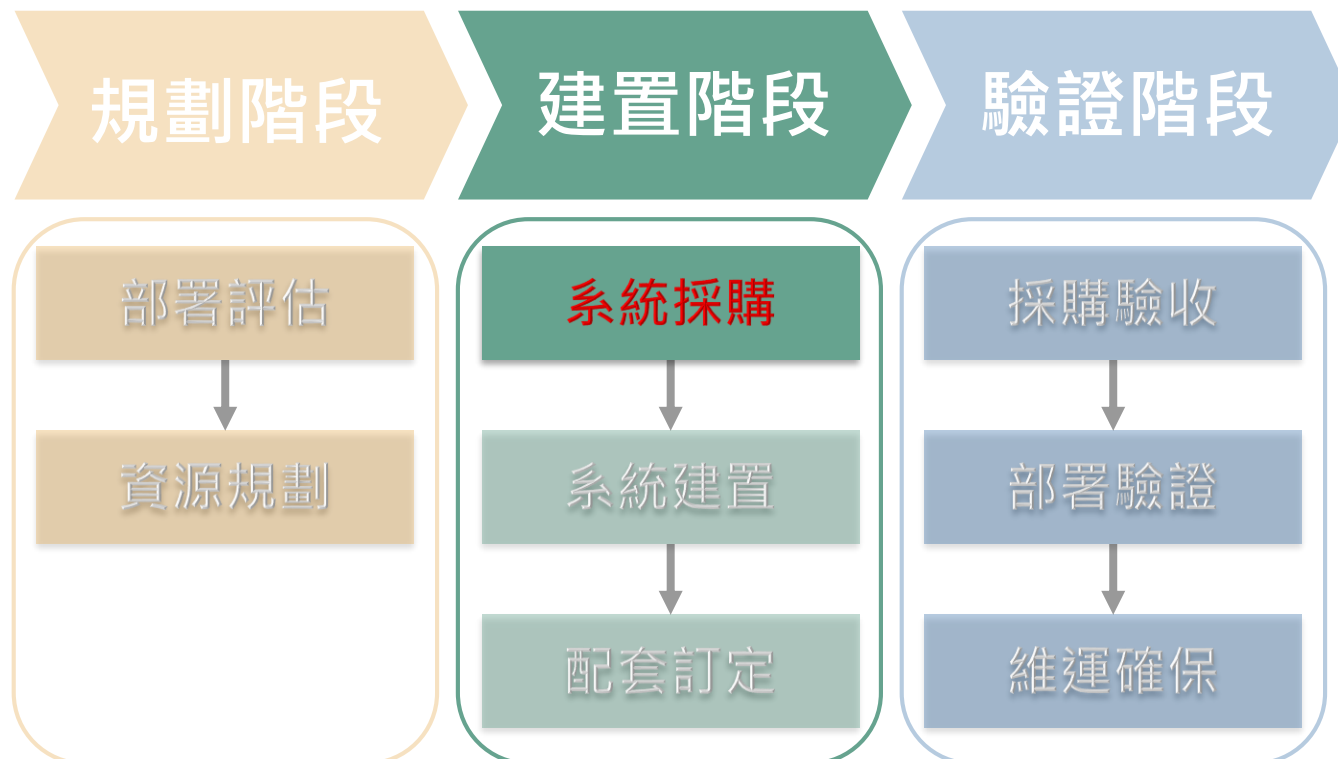 規劃階段
建置階段
驗證階段
部署評估
資源規劃
系統採購
系統建置
配套訂定
採購驗收
部署驗證
維運確保